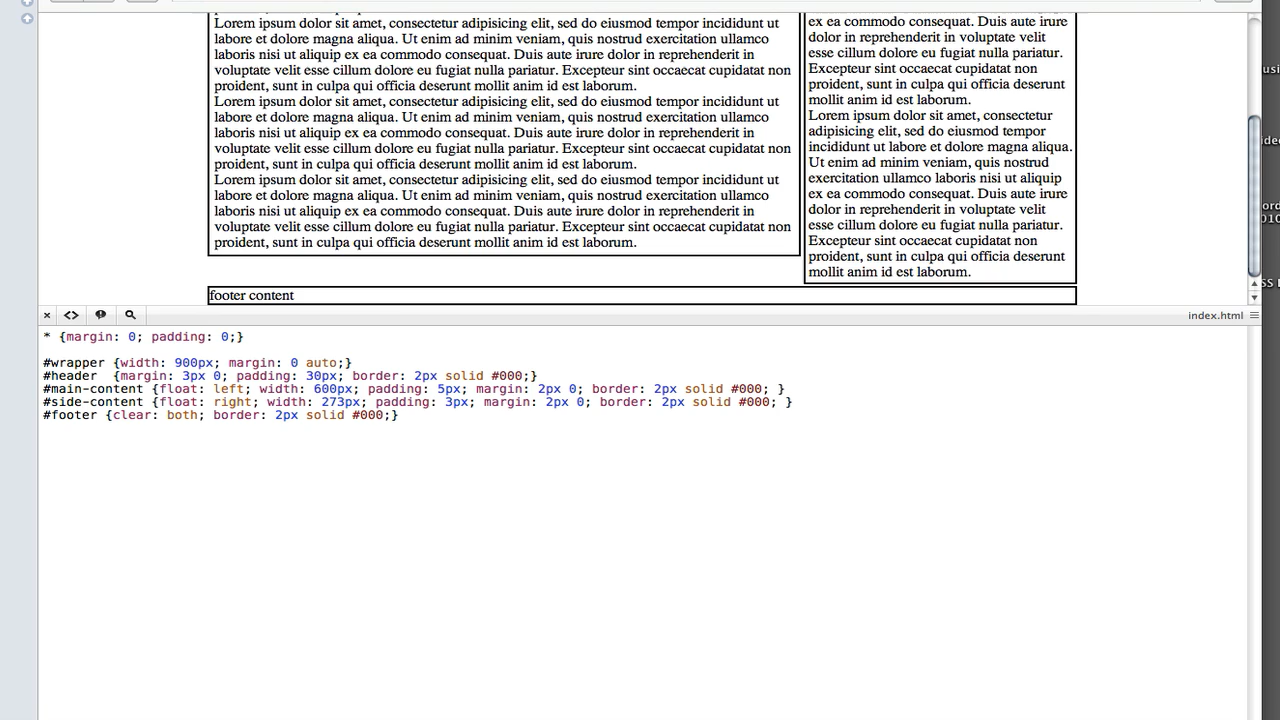 Lorem ipsum dolor sit amet, consectetur adipisicing elit, sed do eiusmod tempor incididunt ut
labore et dolore magna aliqua. Ut enim ad minim veniam, quis nostrud exercitation ullamco
laboris nisi ut aliquip ex ea commodo consequat. Duis aute irure dolor in reprehenderit in
voluptate velit esse cillum dolore eu fugiat nulla pariatur. Excepteur sint occaecat cupidatat non
proident, sunt in culpa qui officia deserunt mollit anim id est laborum.
Lorem ipsum dolor sit amet, consectetur adipisicing elit, sed do eiusmod tempor incididunt ut
labore et dolore magna aliqua. Ut enim ad minim veniam, quis nostrud exercitation ullamco
laboris nisi ut aliquip ex ea commodo consequat. Duis aute irure dolor in reprehenderit in
voluptate velit esse cillum dolore eu fugiat nulla pariatur. Excepteur sint occaecat cupidatat non
proident, sunt in culpa qui officia deserunt mollit anim id est laborum.
Lorem ipsum dolor sit amet, consectetur adipisicing elit, sed do eiusmod tempor incididunt ut
labore et dolore magna aliqua. Ut enim ad minim veniam, quis nostrud exercitation ullamco
laboris nisi ut aliquip ex ea commodo consequat. Duis aute irure dolor in reprehenderit in
voluptate velit esse cillum dolore eu fugiat nulla pariatur. Excepteur sint occaecat cupidatat non
proident, sunt in culpa qui officia deserunt mollit anim id est laborum.
ex ea commodo consequat. Duis aute irure
dolor in reprehenderit in voluptate velit
esse cillum dolore eu fugiat nulla pariatur.
Excepteur sint occaecat cupidatat non
proident, sunt in culpa qui officia deserunt
mollit anim id est laborum.
Lorem ipsum dolor sit amet, consectetur
adipisicing elit, sed do eiusmod tempor
incididunt ut labore et dolore magna aliqua.
Ut enim ad minim veniam, quis nostrud
exercitation ullamco laboris nisi ut aliquip
ex ea commodo consequat. Duis aute irure
dolor in reprehenderit in voluptate velit
esse cillum dolore eu fugiat nulla pariatur.
Excepteur sint occaecat cupidatat non
proident, sunt in culpa qui officia deserunt
mollit anim id est laborum.
footer content
index.html
* {margin: 0; padding: 0;}
#wrapper {width: 900px; margin: 0 auto;}
#header  {margin: 3px 0; padding: 30px; border: 2px solid #000;}
#main-content {float: left; width: 600px; padding: 5px; margin: 2px 0; border: 2px solid #000; }
#side-content {float: right; width: 273px; padding: 3px; margin: 2px 0; border: 2px solid #000; }
#footer {clear: both; border: 2px solid #000;}